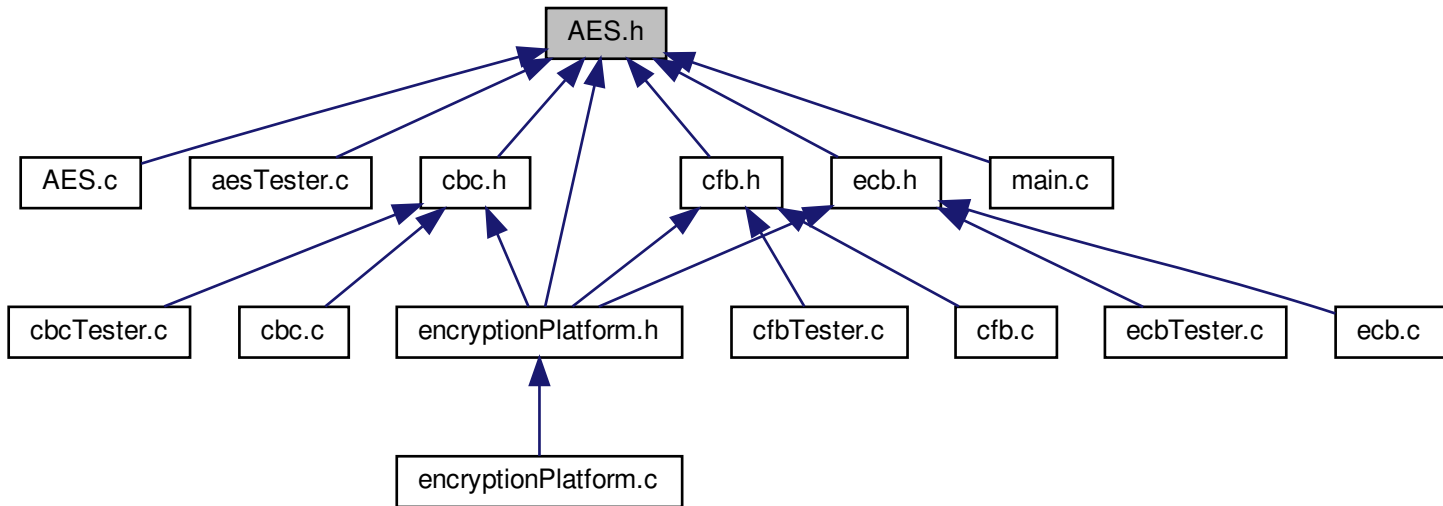 AES.h
AES.c
aesTester.c
cbc.h
cfb.h
ecb.h
main.c
cbcTester.c
cbc.c
encryptionPlatform.h
cfbTester.c
cfb.c
ecbTester.c
ecb.c
encryptionPlatform.c